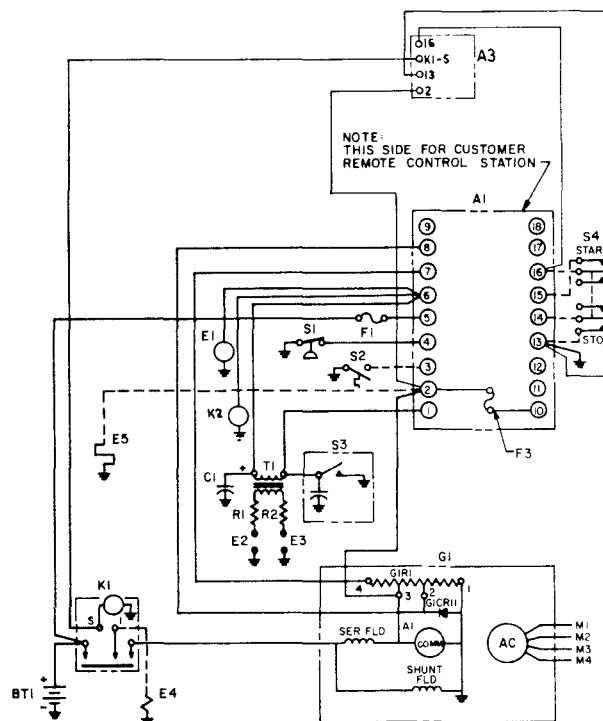 16
K1-S
A3
13
2
NOTE:
THIS SIDE FOR CUSTOMER
REMOTE CONTROL STATION
A1
9
18
S4
8
17
STAR
7
16
6
15
5
14
F1
E1
S1
4
13
STO
S2
3
12
2
11
K2
1
10
E5
F3
S3
+
T1
C1
R1
R2
E2
E3
G1
G1R1
4
3
2
1
K1
G1CR11
S
A1
SER FLD
COMM
AC
M1
M2
M3
M4
SHUNT
FLD
+
BT1
-
E4